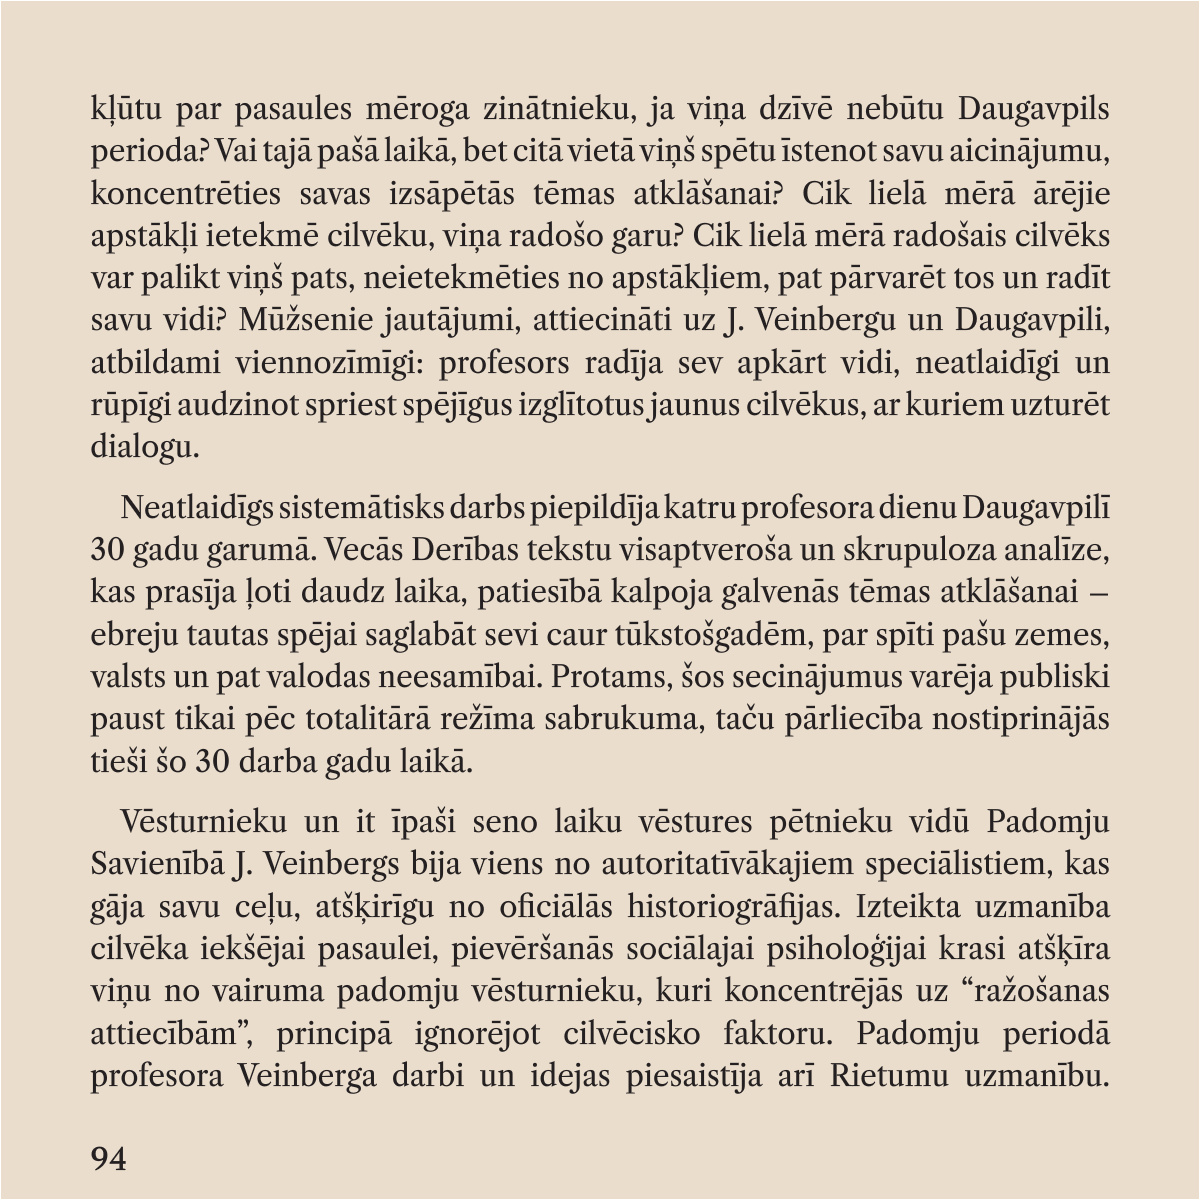 kļūtu par pasaules mēroga zinātnieku, ja viņa dzīvē nebūtu Daugavpils
perioda? Vai tajā pašā laikā, bet citā vietā viņš spētu īstenot savu aicinājumu,
koncentrēties savas izsāpētās tēmas atklāšanai? Cik lielā mērā ārējie
apstākļi ietekmē cilvēku, viņa radošo garu? Cik lielā mērā radošais cilvēks
var palikt viņš pats, neietekmēties no apstākļiem, pat pārvarēt tos un radīt
savu vidi? Mūžsenie jautājumi, attiecināti uz J. Veinbergu un Daugavpili,
atbildami viennozīmīgi: profesors radīja sev apkārt vidi, neatlaidīgi un
rūpīgi audzinot spriest spējīgus izglītotus jaunus cilvēkus, ar kuriem uzturēt
dialogu.
Neatlaidīgs sistemātisks darbs piepildīja katru profesora dienu Daugavpilī
30 gadu garumā. Vecās Derības tekstu visaptveroša un skrupuloza analīze,
kas prasīja ļoti daudz laika, patiesībā kalpoja galvenās tēmas atklāšanai –
ebreju tautas spējai saglabāt sevi caur tūkstošgadēm, par spīti pašu zemes,
valsts un pat valodas neesamībai. Protams, šos secinājumus varēja publiski
paust tikai pēc totalitārā režīma sabrukuma, taču pārliecība nostiprinājās
tieši šo 30 darba gadu laikā.
Vēsturnieku un it īpaši seno laiku vēstures pētnieku vidū Padomju
Savienībā J. Veinbergs bija viens no autoritatīvākajiem speciālistiem, kas
gāja savu ceļu, atšķirīgu no oficiālās historiogrāfijas. Izteikta uzmanība
cilvēka iekšējai pasaulei, pievēršanās sociālajai psiholoģijai krasi atšķīra
viņu no vairuma padomju vēsturnieku, kuri koncentrējās uz “ražošanas
attiecībām”, principā ignorējot cilvēcisko faktoru. Padomju periodā
profesora Veinberga darbi un idejas piesaistīja arī Rietumu uzmanību.
94